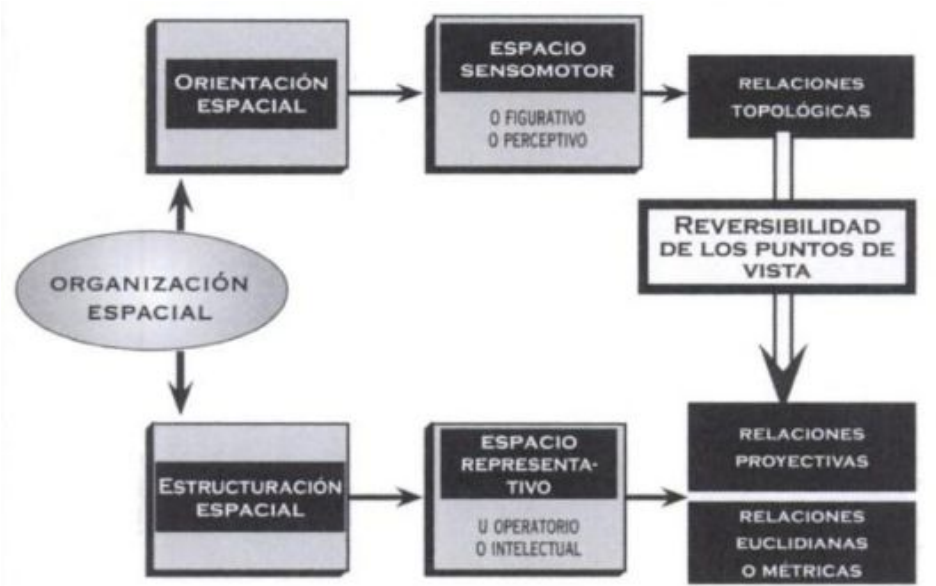 ORIENTACIÓN
ESPACIAL
ESPACIO
SENSOMOTOR
O FIGURATIVO
O PERCEPTIVO
RELACIONES
TOPOLÓGICAS
REVERSIBILIDAD
DE LOS PUNTOS DE
VISTA
ORGANIZACIÓN
ESPACIAL
ESTRUCTURACIÓN
ESPACIAL
ESPACIO
REPRESENTA-
TIVO
U OPERATORIO
O INTELECTUAL
RELACIONES
PROYECTIVAS
RELACIONES
EUCLIDIANAS
O MÉTRICAS